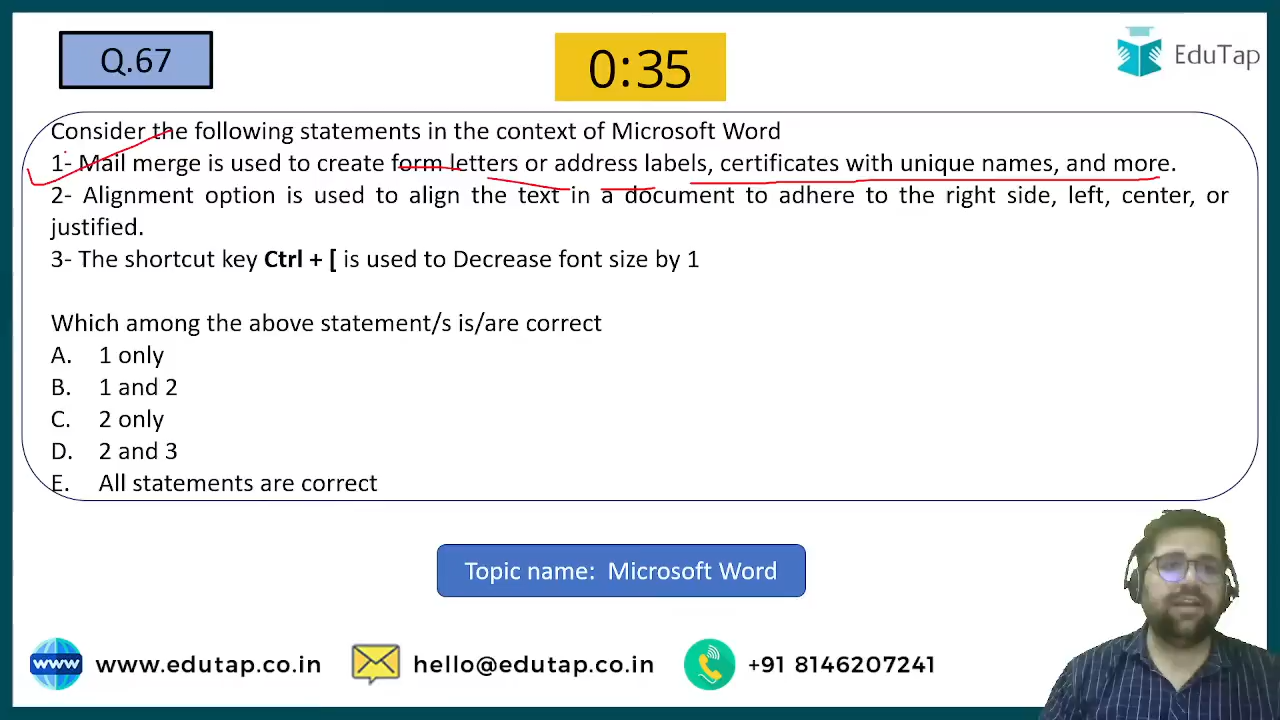 Q.67
0:35
EduTap
Consider the following statements in the context of Microsoft Word
1- Mail merge is used to create form letters or address labels, certificates with unique names, and more.
2- Alignment option is used to align the text in a document to adhere to the right side, left, center, or
justified.
3- The shortcut key Ctrl + [ is used to Decrease font size by 1
Which among the above statement/s is/are correct
A. 1 only
B. 1 and 2
C. 2 only
D. 2 and 3
E. All statements are correct
Topic name: Microsoft Word
www www.edutap.co.in hello@edutap.co.in +91 8146207241